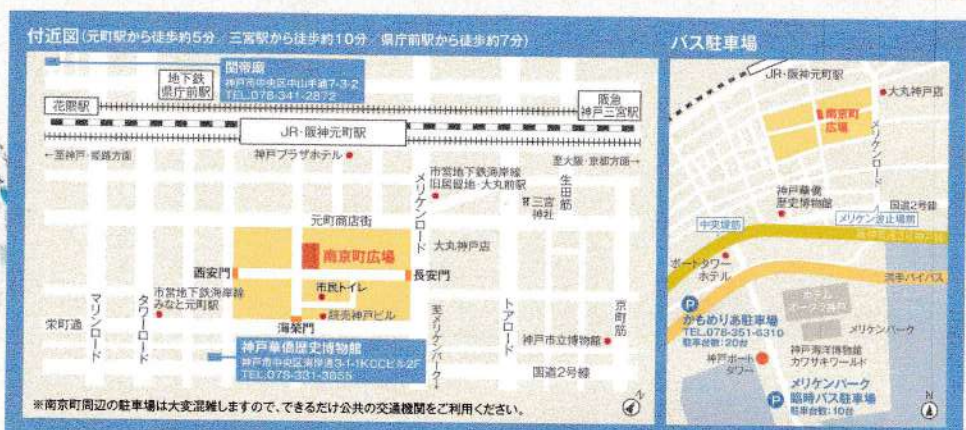 付近図(元町駅から徒歩約5分 三宮駅から徒歩約10分 県庁前駅から徒歩約7分)
関帝廟
神戸市中央区中山手通7-3-2
TEL.078-341-2872
地下鉄
県庁前駅
花隈駅
阪急
神戸三宮駅
JR・阪神元町駅
←至神戸・姫路方面
神戸プラザホテル
至大阪・京都方面→
市営地下鉄海岸線
旧居留地・大丸前駅
メリケンロード
生田筋
三宮
神社
元町商店街
大丸神戸店
南京町広場
西安門
長安門
市民トイレ
市営地下鉄海岸線
みなと元町駅
読売神戸ビル
海榮門
マリンロード
タワーロード
栄町通
至メリケンパーク→
トアロード
京町筋
神戸市立博物館
神戸華僑歴史博物館
神戸市中央区海岸通3-1-1KCCビル2F
TEL.078-331-3855
国道2号線
※南京町周辺の駐車場は大変混雑しますので、できるだけ公共の交通機関をご利用ください。
N
バス駐車場
JR・阪神元町駅
大丸神戸店
南京町
広場
メリケンロード
神戸華僑
歴史博物館
国道2号線
中突堤筋
メリケン波止場前
ポートタワー
ホテル
浜手バイパス
P
かもめりあ駐車場
TEL.078-351-6310
駐車台数:20台
メリケンパーク
神戸海洋博物館
カワサキワールド
神戸ポート
タワー
P
メリケンパーク
臨時バス駐車場
駐車台数:10台
N